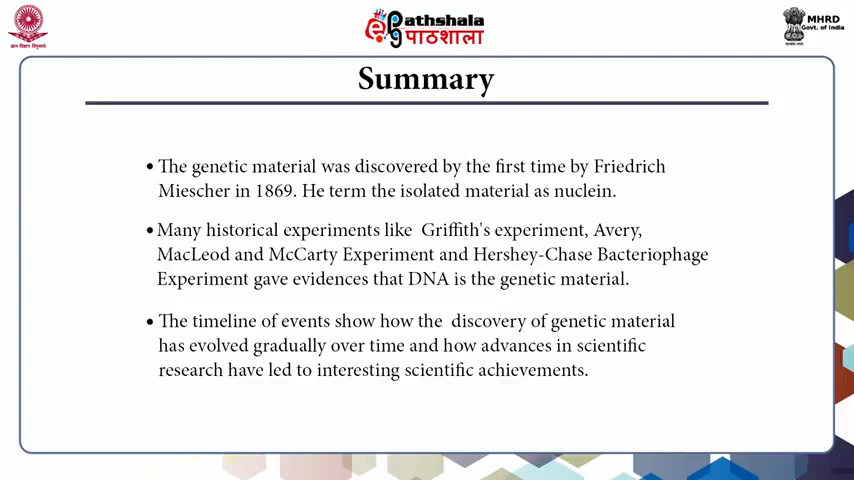 ePathshala
पाठशाला
MHRD
Govt. of India
Summary
• The genetic material was discovered by the first time by Friedrich
Miescher in 1869. He term the isolated material as nuclein.
• Many historical experiments like  Griffith's experiment, Avery,
MacLeod and McCarty Experiment and Hershey-Chase Bacteriophage
Experiment gave evidences that DNA is the genetic material.
• The timeline of events show how the  discovery of genetic material
has evolved gradually over time and how advances in scientific
research have led to interesting scientific achievements.